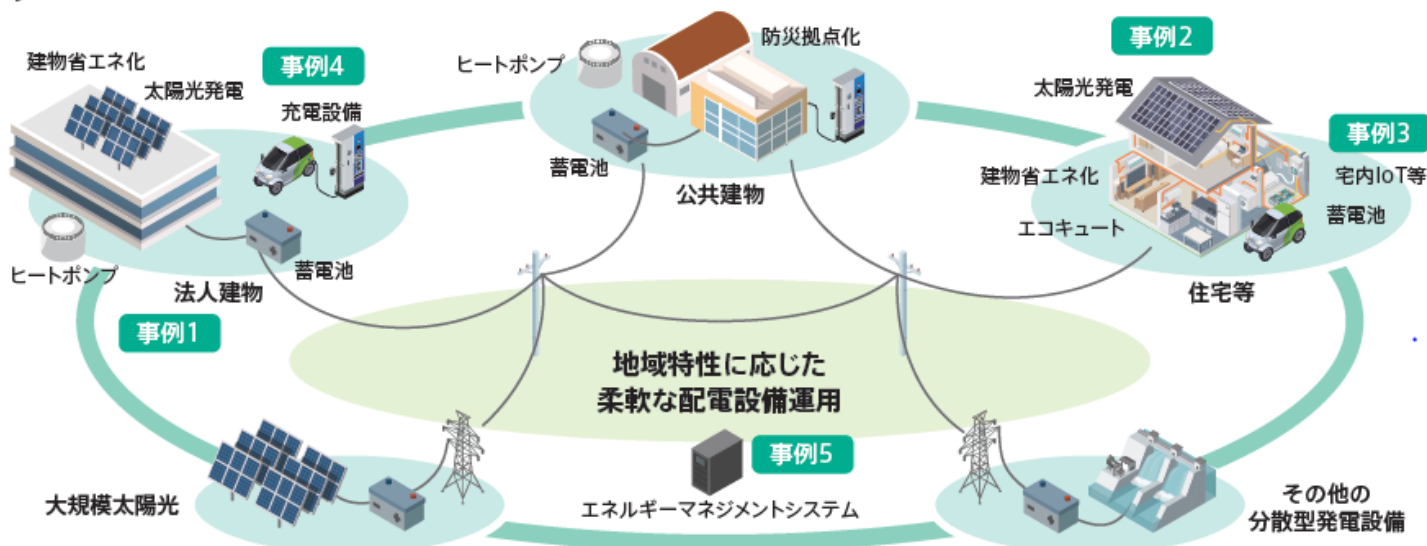 建物省エネ化
太陽光発電
事例4
充電設備
ヒートポンプ
蓄電池
法人建物
事例1
ヒートポンプ
防災拠点化
蓄電池
公共建物
事例2
太陽光発電
事例3
建物省エネ化
宅内IoT等
エコキュート
蓄電池
住宅等
地域特性に応じた
柔軟な配電設備運用
大規模太陽光
事例5
エネルギーマネジメントシステム
その他の
分散型発電設備